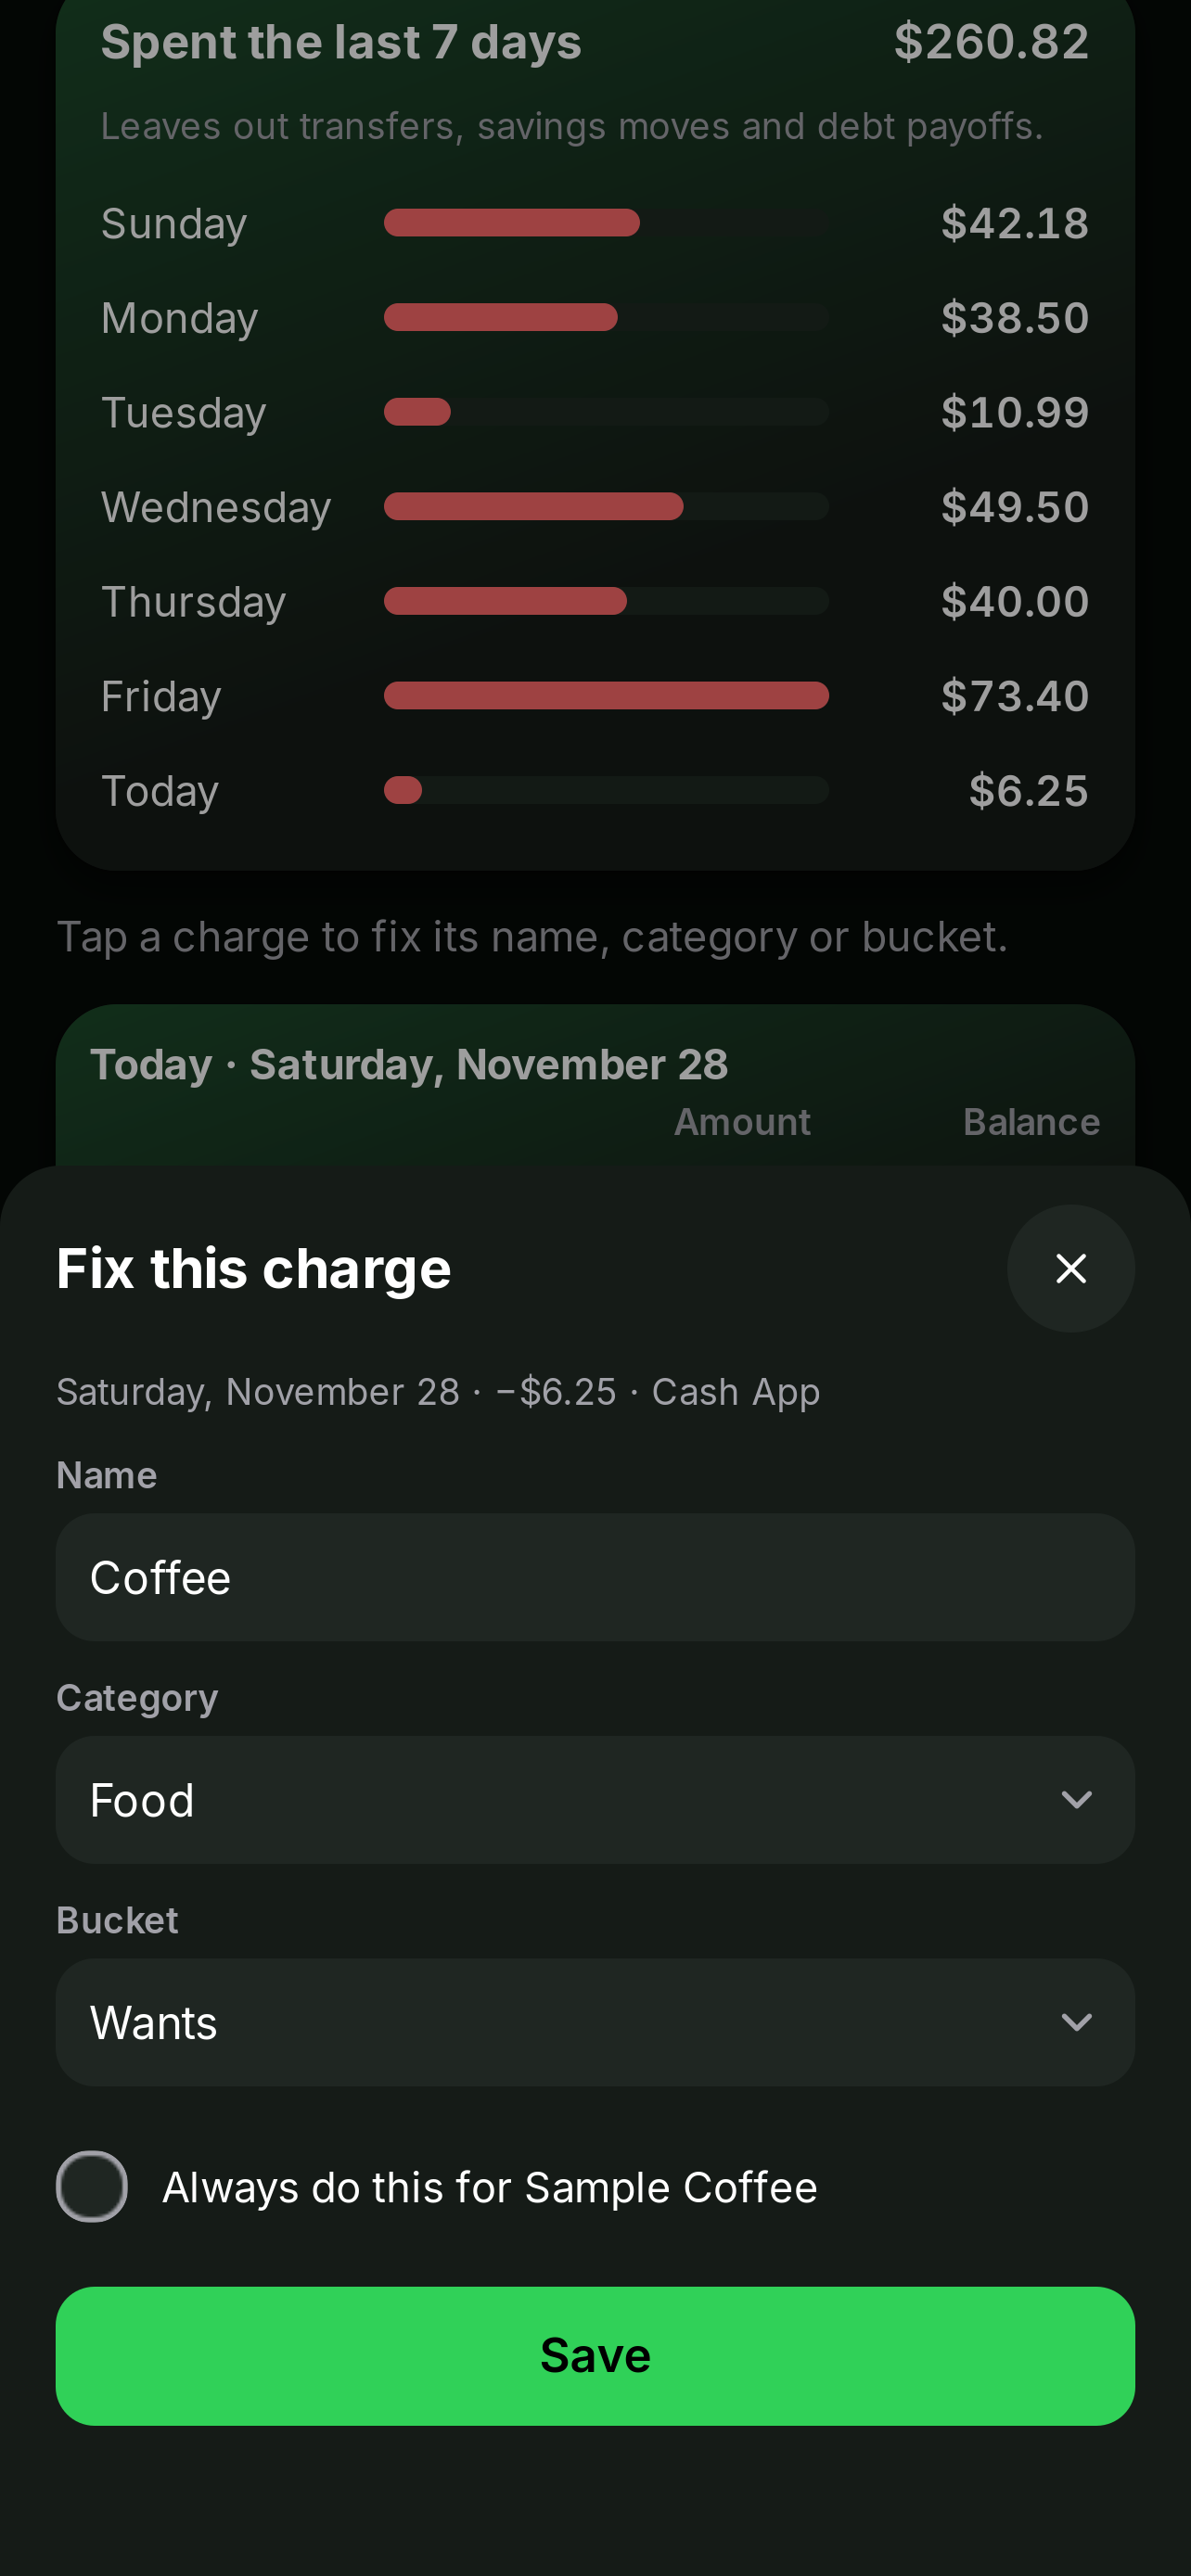 Spent the last 7 days $260.82
Leaves out transfers, savings moves and debt payoffs.
Sunday $42.18
Monday $38.50
Tuesday $10.99
Wednesday $49.50
Thursday $40.00
Friday $73.40
Today $6.25
Tap a charge to fix its name, category or bucket.
Today · Saturday, November 28
Amount Balance
Fix this charge
Saturday, November 28 · −$6.25 · Cash App
Name
Coffee
Category
Food
Bucket
Wants
Always do this for Sample Coffee
Save